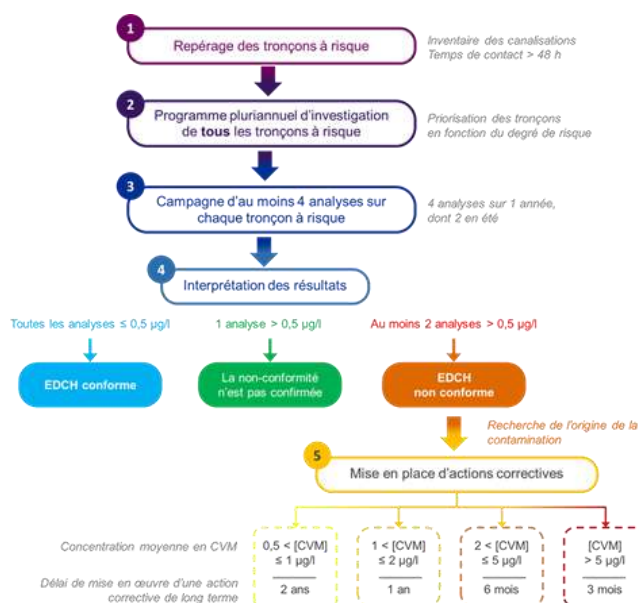 1
Repérage des tronçons à risque
Inventaire des canalisations
Temps de contact > 48 h
2
Programme pluriannuel d'investigation
de tous les tronçons à risque
Priorisation des tronçons
en fonction du degré de risque
3
Campagne d'au moins 4 analyses sur
chaque tronçon à risque
4 analyses sur 1 année,
dont 2 en été
4
Interprétation des résultats
Toutes les analyses ≤ 0,5 µg/l
1 analyse > 0,5 µg/l
Au moins 2 analyses > 0,5 µg/l
EDCH conforme
La non-conformité
n'est pas confirmée
EDCH
non conforme
Recherche de l'origine de la
contamination
5
Mise en place d'actions correctives
Concentration moyenne en CVM
0,5 < [CVM]
≤ 1 µg/l
1 < [CVM]
≤ 2 µg/l
2 < [CVM]
≤ 5 µg/l
[CVM]
> 5 µg/l
Délai de mise en œuvre d'une action
corrective de long terme
2 ans
1 an
6 mois
3 mois